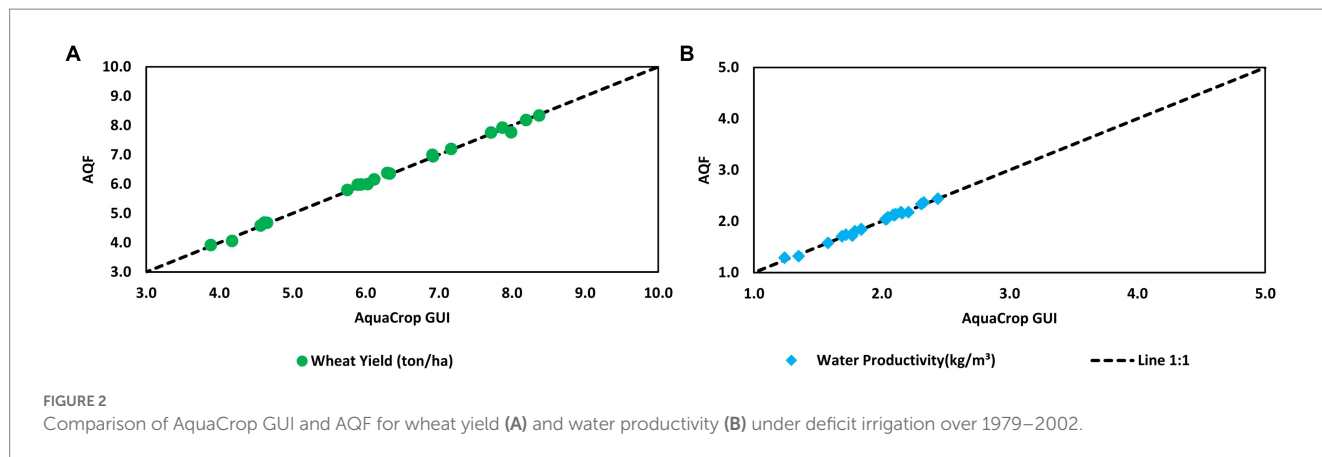 A
10.0
9.0
8.0
7.0
6.0
5.0
4.0
3.0
AQF
3.0 4.0 5.0 6.0 7.0 8.0 9.0 10.0
AquaCrop GUI
B
5.0
4.0
3.0
2.0
1.0
AQF
1.0 2.0 3.0 4.0 5.0
AquaCrop GUI
Wheat Yield (ton/ha) Water Productivity(kg/m³) Line 1:1
FIGURE 2
Comparison of AquaCrop GUI and AQF for wheat yield (A) and water productivity (B) under deficit irrigation over 1979–2002.